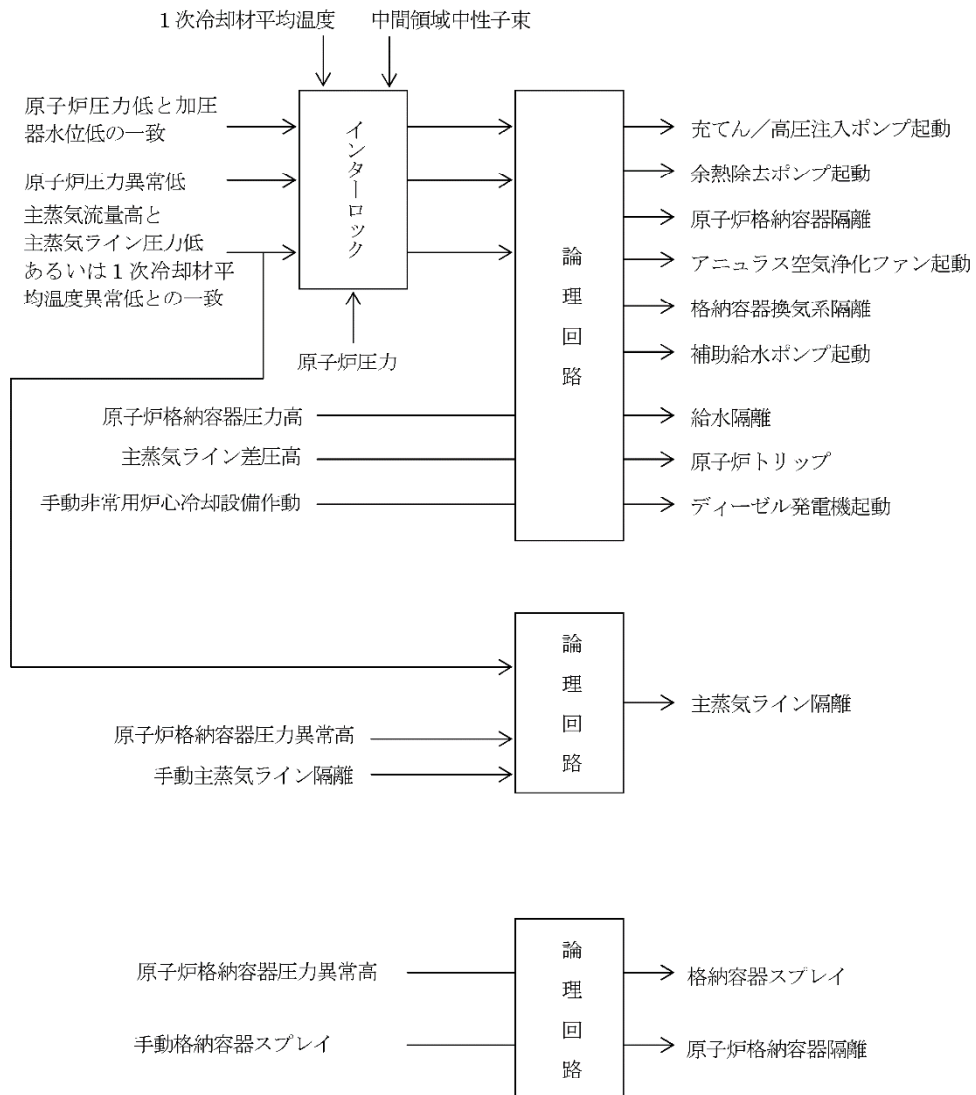 1次冷却材平均温度
中間領域中性子束
原子炉圧力低と加圧
器水位低の一致
原子炉圧力異常低
主蒸気流量高と
主蒸気ライン圧力低
あるいは1次冷却材平
均温度異常低との一致
インターロック
原子炉圧力
原子炉格納容器圧力高
主蒸気ライン差圧高
手動非常用炉心冷却設備作動
論理回路
充てん/高圧注入ポンプ起動
余熱除去ポンプ起動
原子炉格納容器隔離
アニュラス空気浄化ファン起動
格納容器換気系隔離
補助給水ポンプ起動
給水隔離
原子炉トリップ
ディーゼル発電機起動
原子炉格納容器圧力異常高
手動主蒸気ライン隔離
論理回路
主蒸気ライン隔離
原子炉格納容器圧力異常高
手動格納容器スプレイ
論理回路
格納容器スプレイ
原子炉格納容器隔離